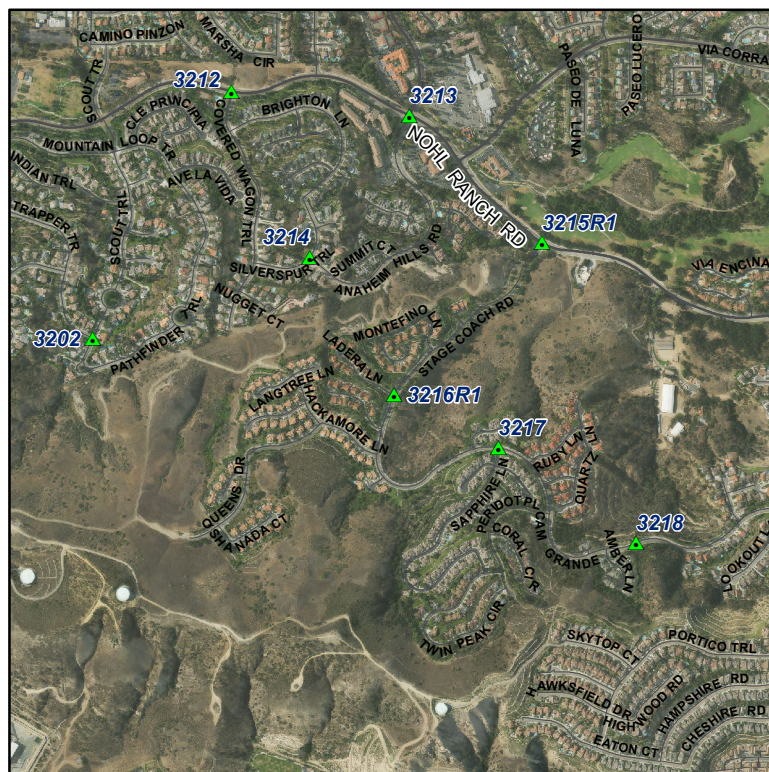 CAMINO PINZON
MARSHA CIR
PASEO LUCERO
VIA CORRA
PASEO DE LUNA
SCOUT TR
3212
3213
CLE PRINCIPIA
COVERED WAGON TRL
BRIGHTON LN
NOHL RANCH RD
MOUNTAIN LOOP TR
AVE LA VIDA
INDIAN TRL
TRAPPER TR
SCOUT TRL
3214
SILVERSPUR TRL
SUMMIT CT
ANAHEIM HILLS RD
3215R1
VIA ENCINA
NUGGET CT
PATHFINDER TRL
3202
MONTEFINO LN
STAGE COACH RD
LADERA LN
LANGTREE LN
HACKAMORE LN
3216R1
3217
RUBY LN
QUARTZ LN
QUEENS DR
SHANADA CT
SAPPHIRE LN
PERIDOT PL
CAM GRANDE
CORAL CIR
AMBER LN
3218
LOOKOUT L
TWIN PEAK CIR
SKYTOP CT
PORTICO TRL
HAWKSFIELD DR
HIGHWOOD RD
HAMPSHIRE RD
CHESHIRE RD
EATON CT